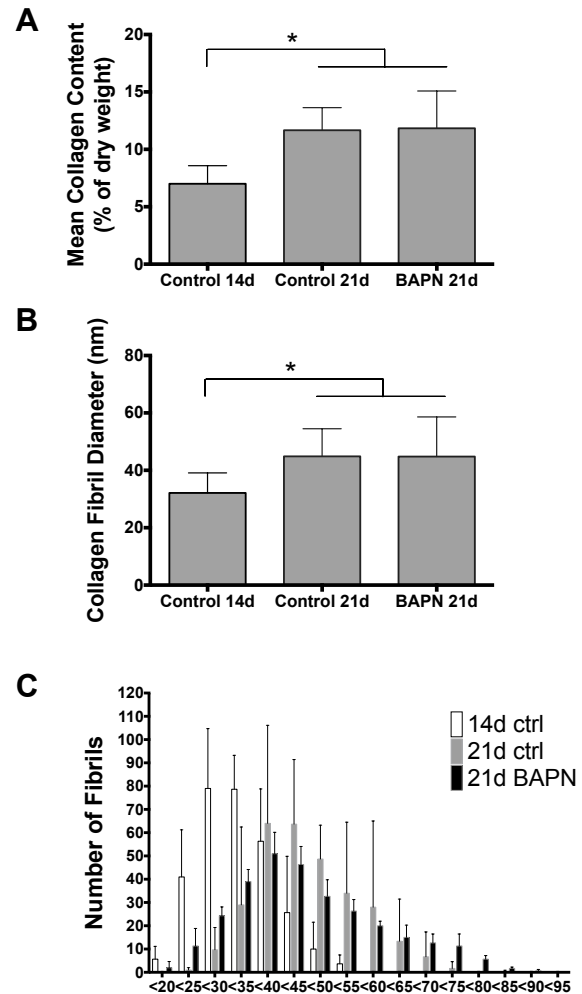 A
Mean Collagen Content
(% of dry weight)
20
15
10
5
0
*
Control 14d Control 21d BAPN 21d
B
Collagen Fibril Diameter (nm)
80
60
40
20
0
*
Control 14d Control 21d BAPN 21d
C
Number of Fibrils
120
110
100
90
80
70
60
50
40
30
20
10
0
14d ctrl
21d ctrl
21d BAPN
<20 <25 <30 <35 <40 <45 <50 <55 <60 <65 <70 <75 <80 <85 <90 <95